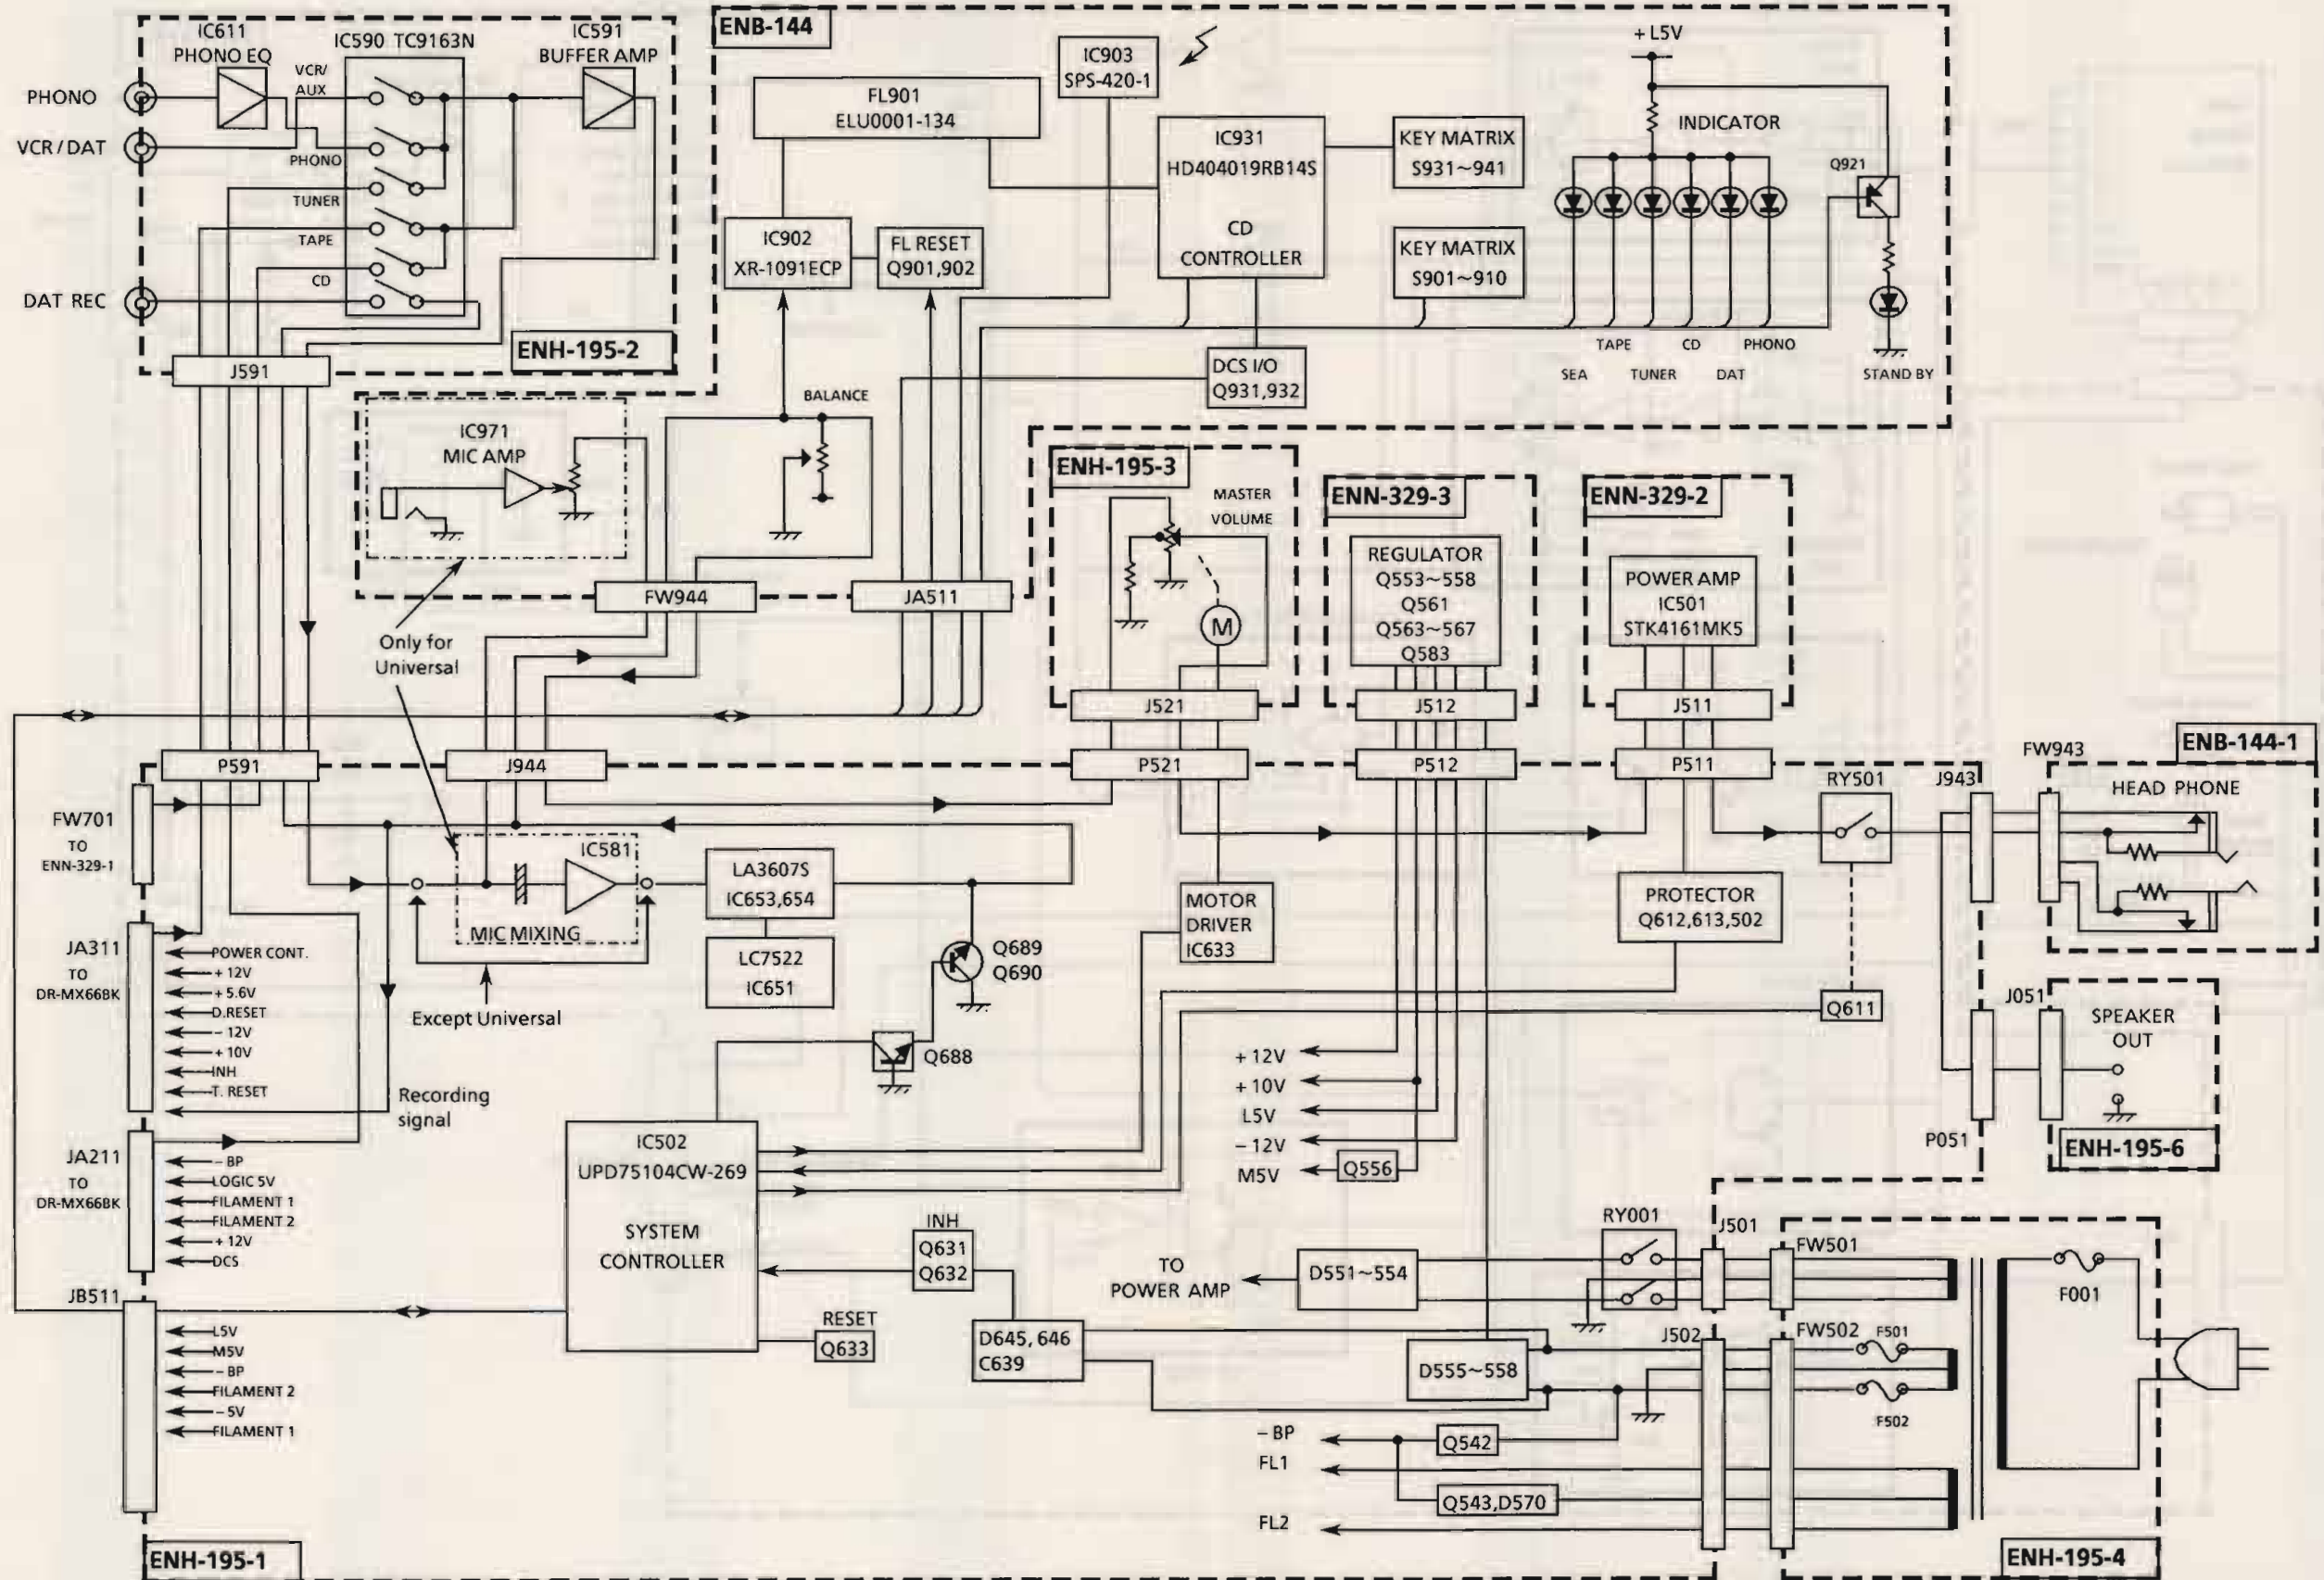 IC611
PHONO EQ
IC590 TC9163N
IC591
BUFFER AMP
VCR/
AUX
PHONO
VCR/DAT
PHONO
TUNER
TAPE
CD
DAT REC
ENH-195-2
J591
ENB-144
FL901
ELU0001-134
IC903
SPS-420-1
IC931
HD404019RB14S
CD
CONTROLLER
KEY MATRIX
S931~941
KEY MATRIX
S901~910
+L5V
INDICATOR
Q921
IC902
XR-1091ECP
FL RESET
Q901,902
DCS I/O
Q931,932
TAPE
CD
PHONO
SEA
TUNER
DAT
STAND BY
BALANCE
IC971
MIC AMP
FW944
JA511
Only for
Universal
ENH-195-3
MASTER
VOLUME
M
J521
ENN-329-3
REGULATOR
Q553~558
Q561
Q563~567
Q583
J512
ENN-329-2
POWER AMP
IC501
STK4161MK5
J511
P591
J944
P521
P512
P511
RY501
J943
FW943
ENB-144-1
HEAD PHONE
FW701
TO
ENN-329-1
IC581
MIC MIXING
LA3607S
IC653,654
LC7522
IC651
Except Universal
Q689
Q690
Q688
MOTOR
DRIVER
IC633
PROTECTOR
Q612,613,502
Q611
JA311
TO
DR-MX66BK
POWER CONT.
+12V
+5.6V
D.RESET
-12V
+10V
INH
T. RESET
Recording
signal
J051
SPEAKER
OUT
P051
ENH-195-6
+12V
+10V
L5V
-12V
M5V
Q556
JA211
TO
DR-MX66BK
-BP
LOGIC 5V
FILAMENT 1
FILAMENT 2
+12V
DCS
IC502
UPD75104CW-269
SYSTEM
CONTROLLER
INH
Q631
Q632
RESET
Q633
D645, 646
C639
TO
POWER AMP
D551~554
RY001
J501
FW501
F001
J502
FW502
F501
F502
D555~558
JB511
L5V
M5V
-BP
FILAMENT 2
-5V
FILAMENT 1
-BP
Q542
FL1
Q543,D570
FL2
ENH-195-1
ENH-195-4